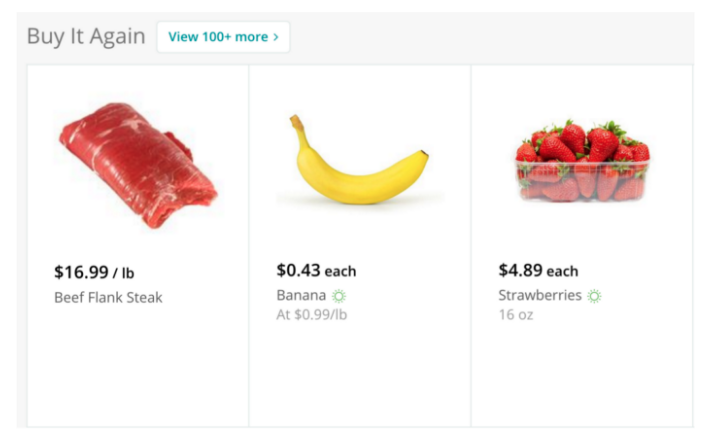 Buy It Again
View 100+ more >
$16.99 / lb
Beef Flank Steak
$0.43 each
Banana
At $0.99/lb
$4.89 each
Strawberries
16 oz